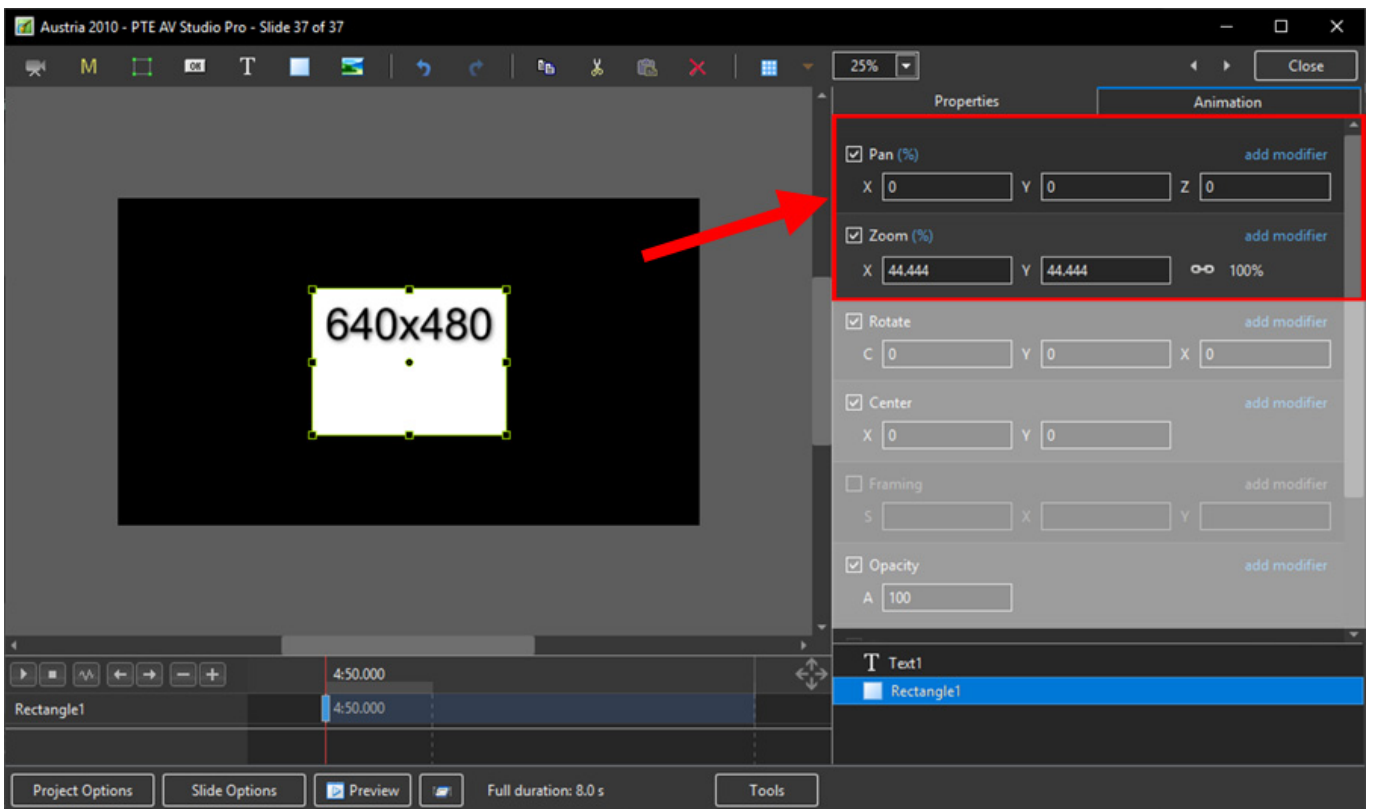 Austria 2010 - PTE AV Studio Pro - Slide 37 of 37
M OK T 25% Close
Properties Animation
Pan (%) add modifier
X 0 Y 0 Z 0
Zoom (%) add modifier
X 44.444 Y 44.444 100%
640x480
Rotate add modifier
C 0 Y 0 X 0
Center add modifier
X 0 Y 0
Framing add modifier
S X Y
Opacity add modifier
A 100
4:50.000
Rectangle1 4:50.000
T Text1
Rectangle1
Project Options Slide Options Preview Full duration: 8.0 s Tools